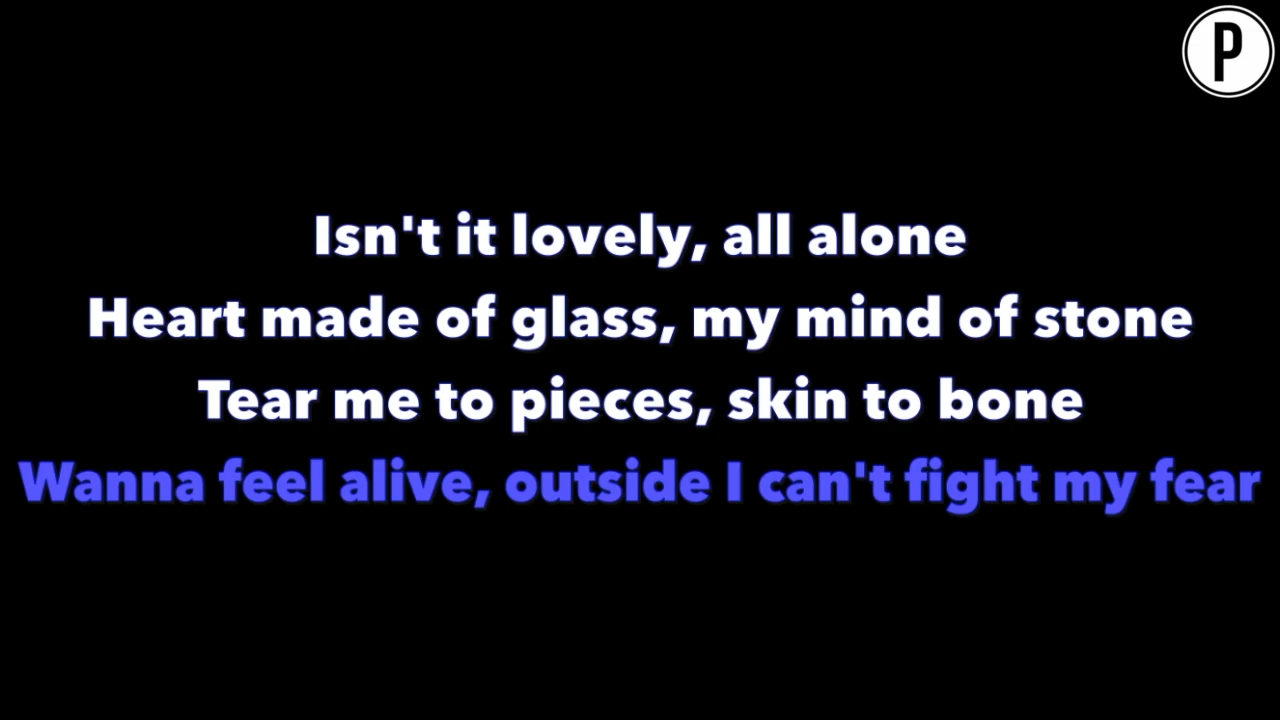 P
Isn't it lovely, all alone
Heart made of glass, my mind of stone
Tear me to pieces, skin to bone
Wanna feel alive, outside I can't fight my fear